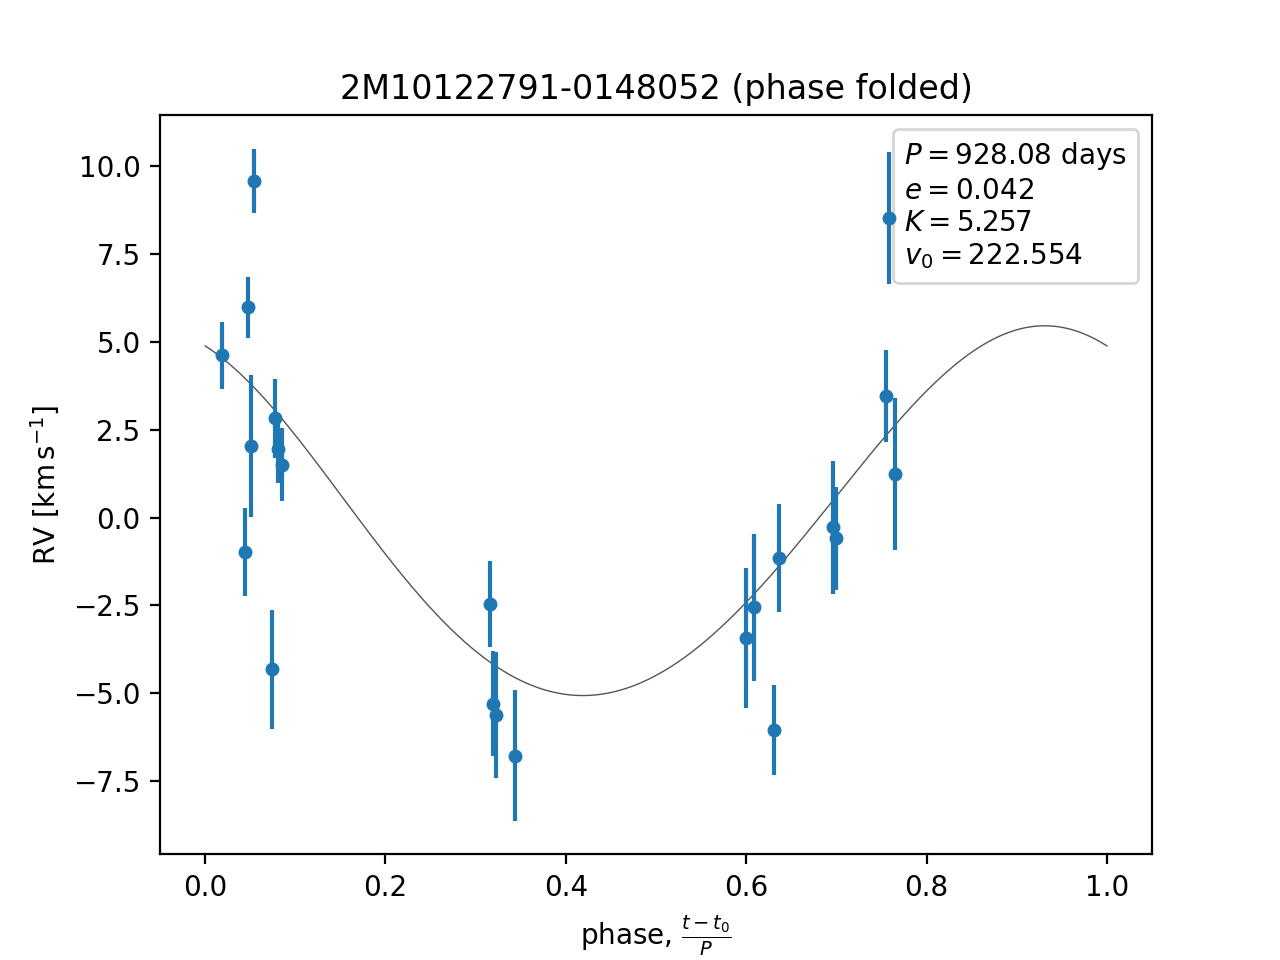 2M10122791-0148052 (phase folded)
P = 928.08 days
e = 0.042
K = 5.257
v₀ = 222.554
10.0
7.5
5.0
2.5
0.0
−2.5
−5.0
−7.5
RV [km s⁻¹]
0.0 0.2 0.4 0.6 0.8 1.0
phase, (t − t₀)/P